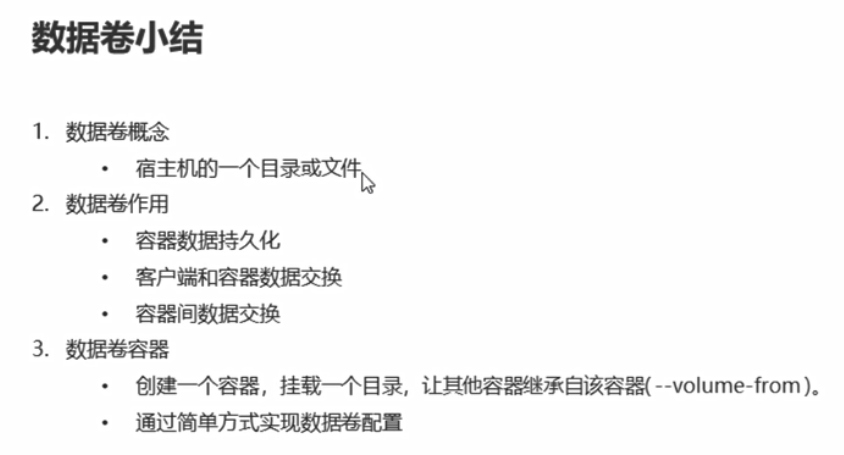 数据卷小结
1. 数据卷概念
• 宿主机的一个目录或文件
2. 数据卷作用
• 容器数据持久化
• 客户端和容器数据交换
• 容器间数据交换
3. 数据卷容器
• 创建一个容器，挂载一个目录，让其他容器继承自该容器( --volume-from )。
• 通过简单方式实现数据卷配置